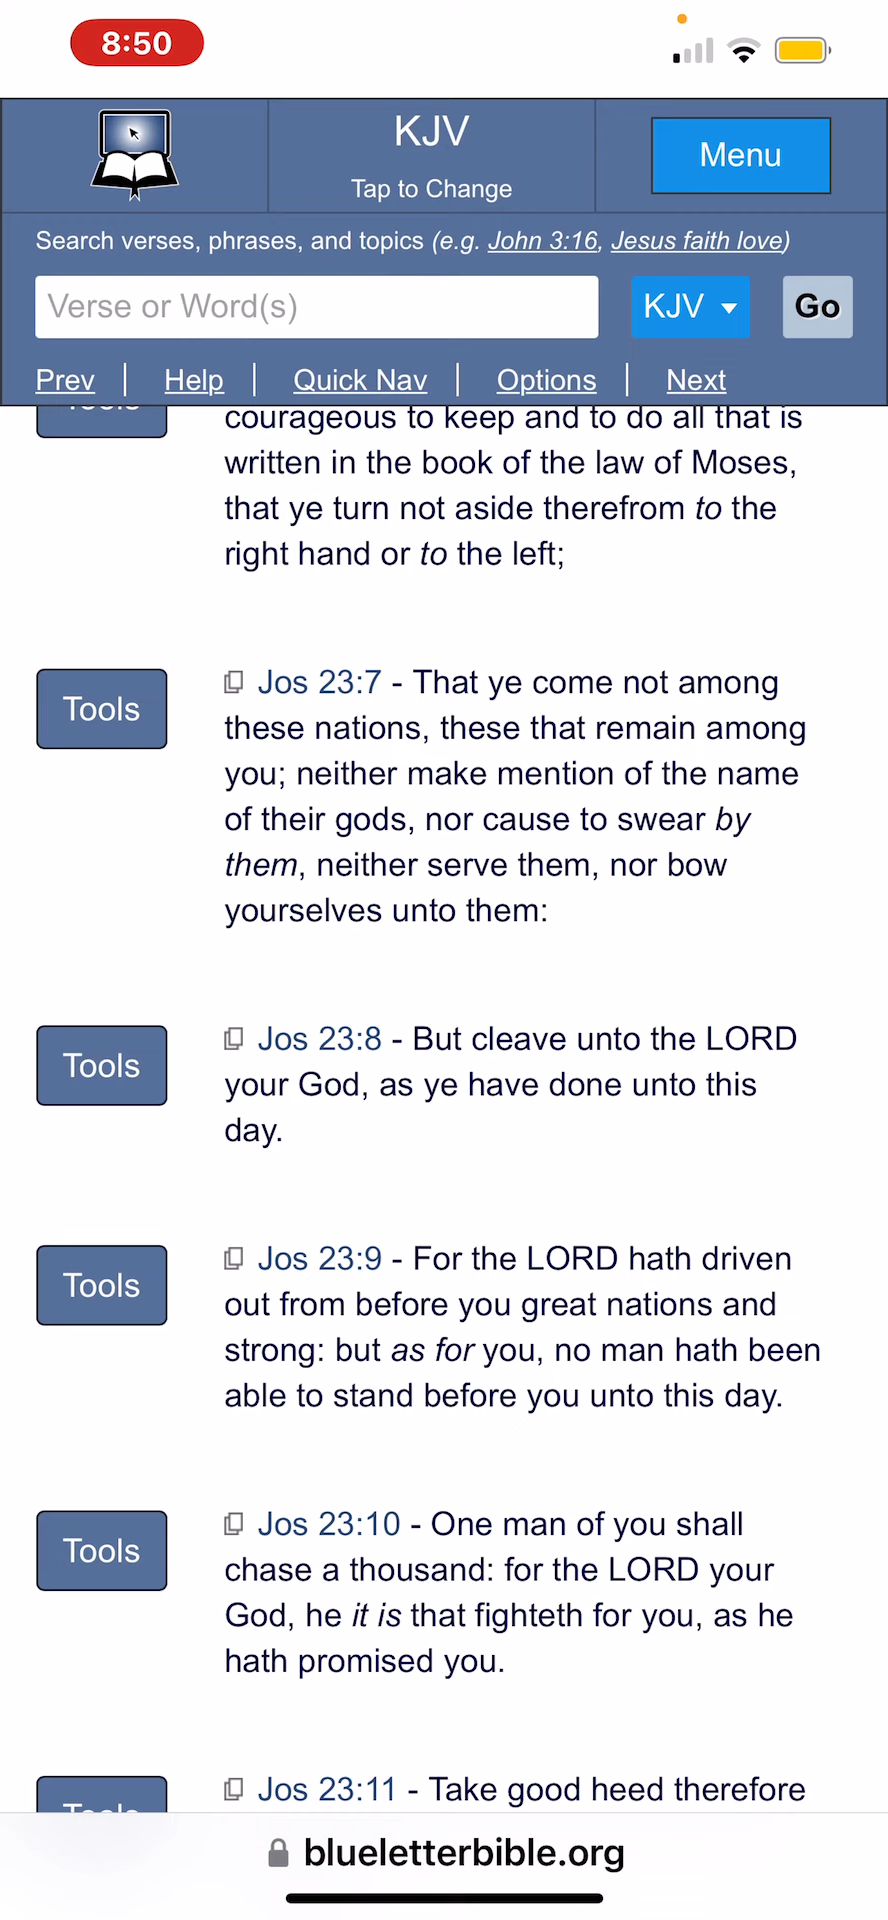 8:50
KJV
Tap to Change
Menu
Search verses, phrases, and topics (e.g. John 3:16, Jesus faith love)
Verse or Word(s)
KJV
Go
Prev | Help | Quick Nav | Options | Next
Tools
courageous to keep and to do all that is
written in the book of the law of Moses,
that ye turn not aside therefrom to the
right hand or to the left;
Tools
Jos 23:7 - That ye come not among
these nations, these that remain among
you; neither make mention of the name
of their gods, nor cause to swear by
them, neither serve them, nor bow
yourselves unto them:
Tools
Jos 23:8 - But cleave unto the LORD
your God, as ye have done unto this
day.
Tools
Jos 23:9 - For the LORD hath driven
out from before you great nations and
strong: but as for you, no man hath been
able to stand before you unto this day.
Tools
Jos 23:10 - One man of you shall
chase a thousand: for the LORD your
God, he it is that fighteth for you, as he
hath promised you.
Tools
Jos 23:11 - Take good heed therefore
blueletterbible.org